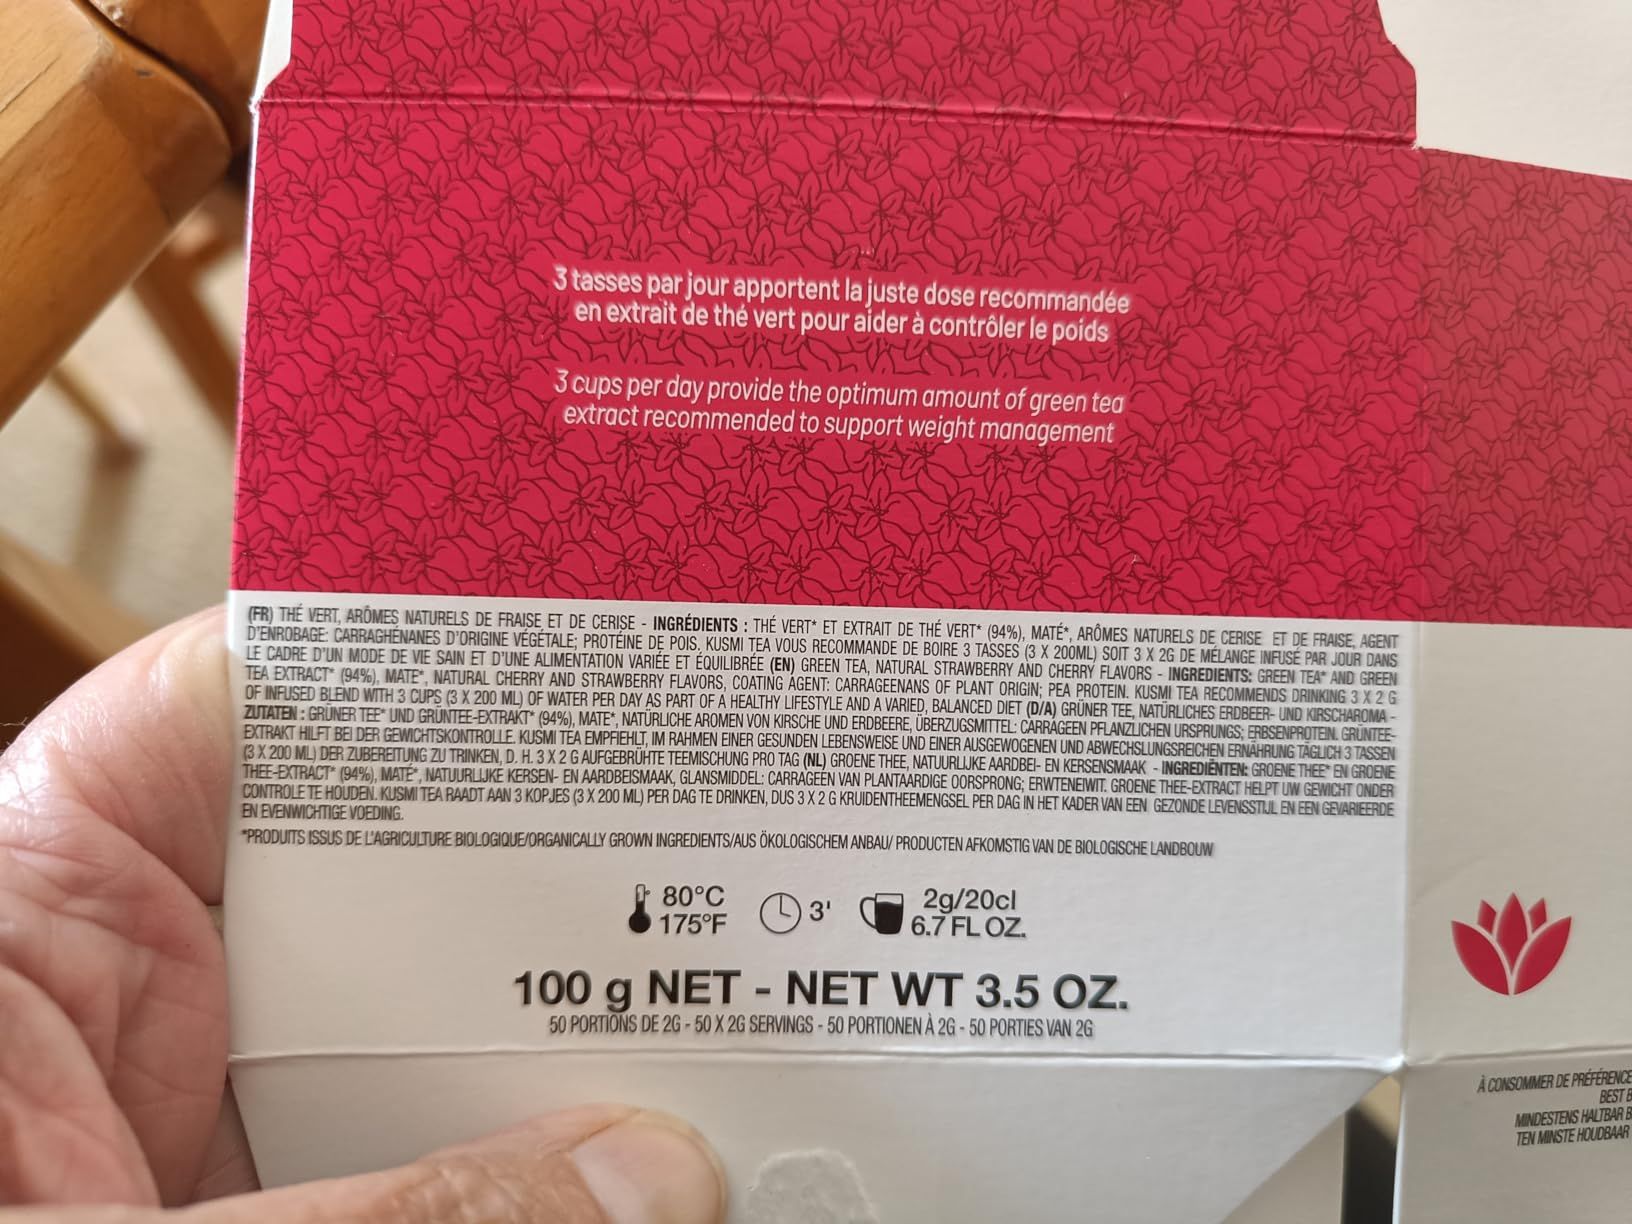 3 tasses par jour apportent la juste dose recommandée
en extrait de thé vert pour aider à contrôler le poids
3 cups per day provide the optimum amount of green tea
extract recommended to support weight management
(FR) THÉ VERT, ARÔMES NATURELS DE FRAISE ET DE CERISE - INGRÉDIENTS : THÉ VERT* ET EXTRAIT DE THÉ VERT* (94%), MATÉ*, ARÔMES NATURELS DE CERISE ET DE FRAISE, AGENT
D'ENROBAGE: CARRAGHÉNANES D'ORIGINE VÉGÉTALE; PROTÉINE DE POIS. KUSMI TEA VOUS RECOMMANDE DE BOIRE 3 TASSES (3 X 200ML) SOIT 3 X 2G DE MÉLANGE INFUSÉ PAR JOUR DANS
LE CADRE D'UN MODE DE VIE SAIN ET D'UNE ALIMENTATION VARIÉE ET ÉQUILIBRÉE (EN) GREEN TEA, NATURAL STRAWBERRY AND CHERRY FLAVORS - INGREDIENTS: GREEN TEA* AND GREEN
TEA EXTRACT* (94%), MATE*, NATURAL CHERRY AND STRAWBERRY FLAVORS, COATING AGENT: CARRAGEENANS OF PLANT ORIGIN; PEA PROTEIN. KUSMI TEA RECOMMENDS DRINKING 3 X 2 G
OF INFUSED BLEND WITH 3 CUPS (3 X 200 ML) OF WATER PER DAY AS PART OF A HEALTHY LIFESTYLE AND A VARIED, BALANCED DIET (D/A) GRÜNER TEE, NATÜRLICHES ERDBEER- UND KIRSCHAROMA -
ZUTATEN : GRÜNER TEE* UND GRÜNTEE-EXTRAKT* (94%), MATE*, NATÜRLICHE AROMEN VON KIRSCHE UND ERDBEERE, ÜBERZUGSMITTEL: CARRAGEEN PFLANZLICHEN URSPRUNGS; ERBSENPROTEIN. GRÜNTEE-
EXTRAKT HILFT BEI DER GEWICHTSKONTROLLE. KUSMI TEA EMPFIEHLT, IM RAHMEN EINER GESUNDEN LEBENSWEISE UND EINER AUSGEWOGENEN UND ABWECHSLUNGSREICHEN ERNÄHRUNG TÄGLICH 3 TASSEN
(3 X 200 ML) DER ZUBEREITUNG ZU TRINKEN, D. H. 3 X 2 G AUFGEBRÜHTE TEEMISCHUNG PRO TAG (NL) GROENE THEE, NATUURLIJKE AARDBEI- EN KERSENSMAAK - INGREDIËNTEN: GROENE THEE* EN GROENE
THEE-EXTRACT* (94%), MATÉ*, NATUURLIJKE KERSEN- EN AARDBEISMAAK, GLANSMIDDEL: CARRAGEEN VAN PLANTAARDIGE OORSPRONG; ERWTENEIWIT. GROENE THEE-EXTRACT HELPT UW GEWICHT ONDER
CONTROLE TE HOUDEN. KUSMI TEA RAADT AAN 3 KOPJES (3 X 200 ML) PER DAG TE DRINKEN, DUS 3 X 2 G KRUIDENTHEEMENGSEL PER DAG IN HET KADER VAN EEN GEZONDE LEVENSSTIJL EN EEN GEVARIEERDE
EN EVENWICHTIGE VOEDING.
*PRODUITS ISSUS DE L'AGRICULTURE BIOLOGIQUE/ORGANICALLY GROWN INGREDIENTS/AUS ÖKOLOGISCHEM ANBAU/ PRODUCTEN AFKOMSTIG VAN DE BIOLOGISCHE LANDBOUW
80°C
175°F
3'
2g/20cl
6.7 FL OZ.
100 g NET - NET WT 3.5 OZ.
50 PORTIONS DE 2G - 50 X 2G SERVINGS - 50 PORTIONEN À 2G - 50 PORTIES VAN 2G
À CONSOMMER DE PRÉFÉRENCE
BEST B
MINDESTENS HALTBAR B
TEN MINSTE HOUDBAAR